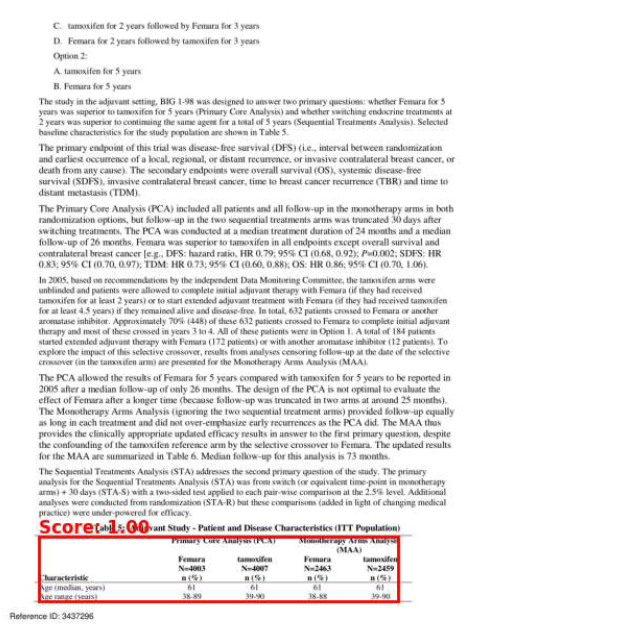 C. tamoxifen for 2 years followed by Femara for 3 years
D. Femara for 2 years followed by tamoxifen for 3 years
Option 2:
A. tamoxifen for 5 years
B. Femara for 5 years
The study in the adjuvant setting, BIG 1-98 was designed to answer two primary questions: whether Femara for 5
years was superior to tamoxifen for 5 years (Primary Core Analysis) and whether switching endocrine treatments at
2 years was superior to continuing the same agent for a total of 5 years (Sequential Treatments Analysis). Selected
baseline characteristics for the study population are shown in Table 5.
The primary endpoint of this trial was disease-free survival (DFS) (i.e., interval between randomization
and earliest occurrence of a local, regional, or distant recurrence, or invasive contralateral breast cancer, or
death from any cause). The secondary endpoints were overall survival (OS), systemic disease-free
survival (SDFS), invasive contralateral breast cancer, time to breast cancer recurrence (TBR) and time to
distant metastasis (TDM).
The Primary Core Analysis (PCA) included all patients and all follow-up in the monotherapy arms in both
randomization options, but follow-up in the two sequential treatments arms was truncated 30 days after
switching treatments. The PCA was conducted at a median treatment duration of 24 months and a median
follow-up of 26 months. Femara was superior to tamoxifen in all endpoints except overall survival and
contralateral breast cancer [e.g., DFS: hazard ratio, HR 0.79; 95% CI (0.68, 0.92); P=0.002; SDFS: HR
0.83; 95% CI (0.70, 0.97); TDM: HR 0.73; 95% CI (0.60, 0.88); OS: HR 0.86; 95% CI (0.70, 1.06).
In 2005, based on recommendations by the independent Data Monitoring Committee, the tamoxifen arms were
unblinded and patients were allowed to complete initial adjuvant therapy with Femara (if they had received
tamoxifen for at least 2 years) or to start extended adjuvant treatment with Femara (if they had received tamoxifen
for at least 4.5 years) if they remained alive and disease-free. In total, 632 patients crossed to Femara or another
aromatase inhibitor. Approximately 70% (448) of these 632 patients crossed to Femara to complete initial adjuvant
therapy and most of these crossed in years 3 to 4. All of these patients were in Option 1. A total of 184 patients
started extended adjuvant therapy with Femara (172 patients) or with another aromatase inhibitor (12 patients). To
explore the impact of this selective crossover, results from analyses censoring follow-up at the date of the selective
crossover (in the tamoxifen arm) are presented for the Monotherapy Arms Analysis (MAA).
The PCA allowed the results of Femara for 5 years compared with tamoxifen for 5 years to be reported in
2005 after a median follow-up of only 26 months. The design of the PCA is not optimal to evaluate the
effect of Femara after a longer time (because follow-up was truncated in two arms at around 25 months).
The Monotherapy Arms Analysis (ignoring the two sequential treatment arms) provided follow-up equally
as long in each treatment and did not over-emphasize early recurrences as the PCA did. The MAA thus
provides the clinically appropriate updated efficacy results in answer to the first primary question, despite
the confounding of the tamoxifen reference arm by the selective crossover to Femara. The updated results
for the MAA are summarized in Table 6. Median follow-up for this analysis is 73 months.
The Sequential Treatments Analysis (STA) addresses the second primary question of the study. The primary
analysis for the Sequential Treatments Analysis (STA) was from switch (or equivalent time-point in monotherapy
arms) + 30 days (STA-S) with a two-sided test applied to each pair-wise comparison at the 2.5% level. Additional
analyses were conducted from randomization (STA-R) but these comparisons (added in light of changing medical
practice) were under-powered for efficacy.
Score: 1.00
Study - Patient and Disease Characteristics (ITT Population)
Primary Core Analysis (PCA) Monotherapy Arms Analysis
(MAA)
Femara tamoxifen Femara tamoxifen
N=4003 N=4007 N=2463 N=2459
Characteristic n (%) n (%) n (%) n (%)
Age (median, years) 61 61 61 61
Age range (years) 38-89 39-90 38-88 39-90
Reference ID: 3437296